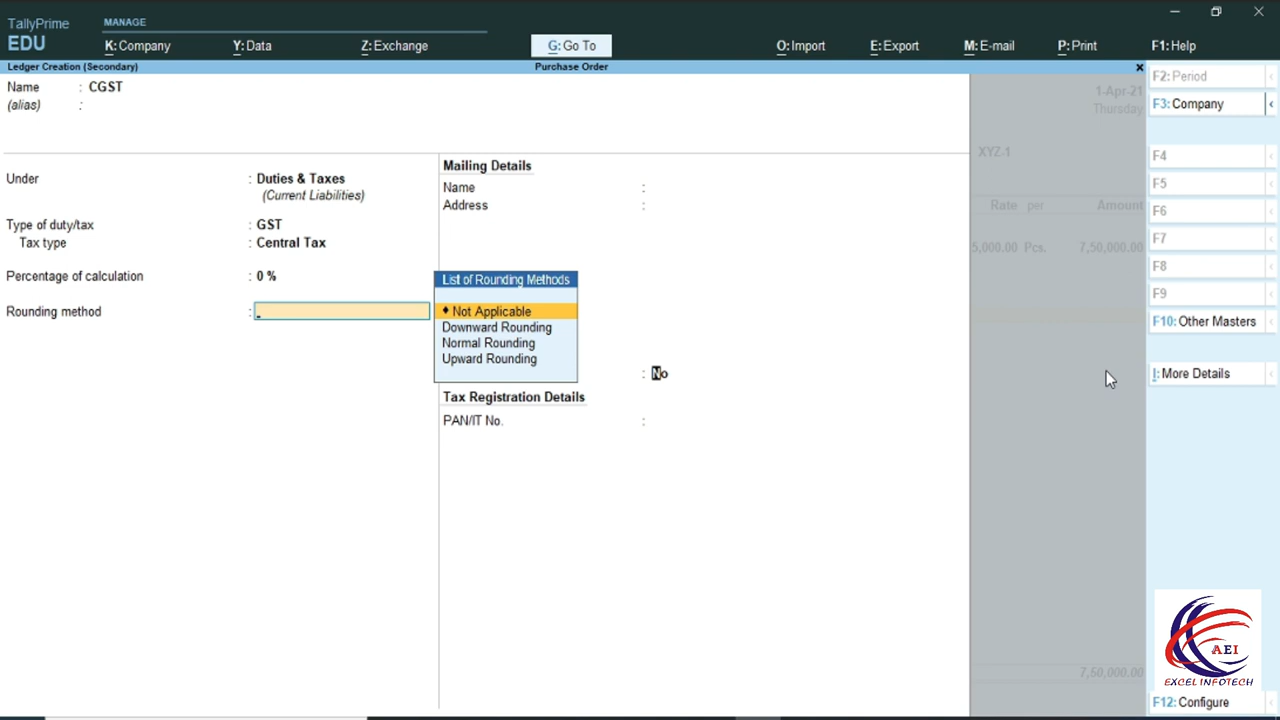 TallyPrime
EDU
MANAGE
K: Company
Y: Data
Z: Exchange
G: Go To
O: Import
E: Export
M: E-mail
P: Print
F1: Help
Ledger Creation (Secondary)
Purchase Order
Name : CGST
(alias) :
Under : Duties & Taxes
(Current Liabilities)
Type of duty/tax : GST
Tax type : Central Tax
Percentage of calculation : 0 %
Rounding method :
List of Rounding Methods
♦ Not Applicable
Downward Rounding
Normal Rounding
Upward Rounding
Mailing Details
Name :
Address :
: No
Tax Registration Details
PAN/IT No. :
1-Apr-21
Thursday
XYZ-1
Rate per Amount
5,000.00 Pcs. 7,50,000.00
7,50,000.00
F2: Period
F3: Company
F4
F5
F6
F7
F8
F9
F10: Other Masters
I: More Details
AEI
EXCEL INFOTECH
F12: Configure